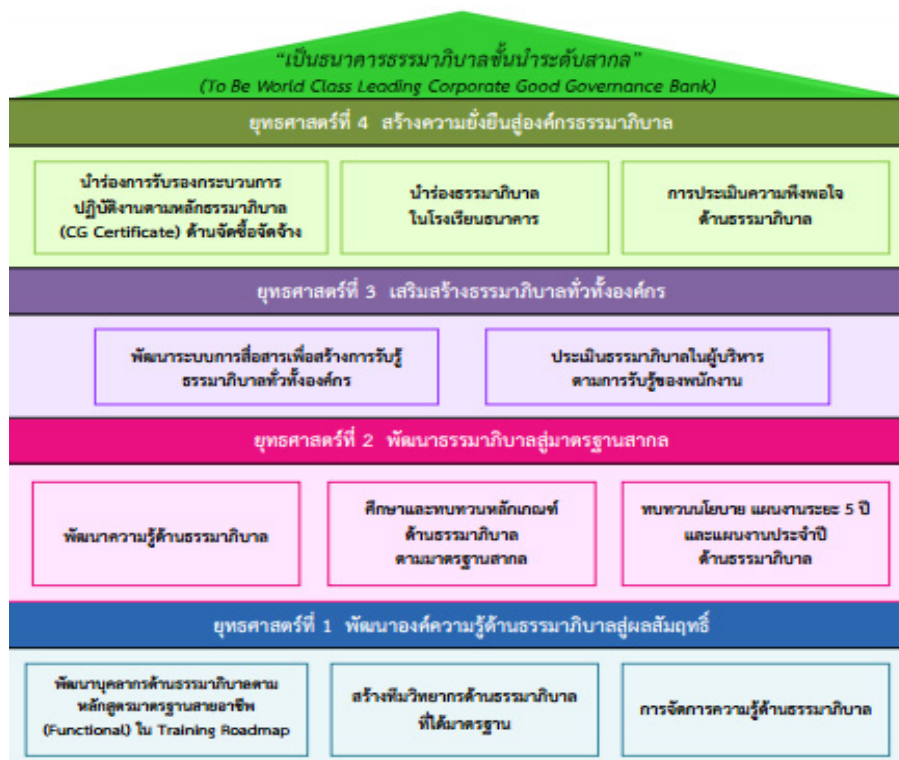 “เป็นธนาคารธรรมาภิบาลชั้นนำระดับสากล”
(To Be World Class Leading Corporate Good Governance Bank)
ยุทธศาสตร์ที่ 4 สร้างความยั่งยืนสู่องค์กรธรรมาภิบาล
นำร่องการรับรองกระบวนการ
ปฏิบัติงานตามหลักธรรมาภิบาล
(CG Certificate) ด้านจัดซื้อจัดจ้าง
นำร่องธรรมาภิบาล
ในโรงเรียนธนาคาร
การประเมินความพึงพอใจ
ด้านธรรมาภิบาล
ยุทธศาสตร์ที่ 3 เสริมสร้างธรรมาภิบาลทั่วทั้งองค์กร
พัฒนาระบบการสื่อสารเพื่อสร้างการรับรู้
ธรรมาภิบาลทั่วทั้งองค์กร
ประเมินธรรมาภิบาลในผู้บริหาร
ตามการรับรู้ของพนักงาน
ยุทธศาสตร์ที่ 2 พัฒนาธรรมาภิบาลสู่มาตรฐานสากล
พัฒนาความรู้ด้านธรรมาภิบาล
ศึกษาและทบทวนหลักเกณฑ์
ด้านธรรมาภิบาล
ตามมาตรฐานสากล
ทบทวนนโยบาย แผนงานระยะ 5 ปี
และแผนงานประจำปี
ด้านธรรมาภิบาล
ยุทธศาสตร์ที่ 1 พัฒนาองค์ความรู้ด้านธรรมาภิบาลสู่ผลสัมฤทธิ์
พัฒนาบุคลากรด้านธรรมาภิบาลตาม
หลักสูตรมาตรฐานสายอาชีพ
(Functional) ใน Training Roadmap
สร้างทีมวิทยากรด้านธรรมาภิบาล
ที่ได้มาตรฐาน
การจัดการความรู้ด้านธรรมาภิบาล